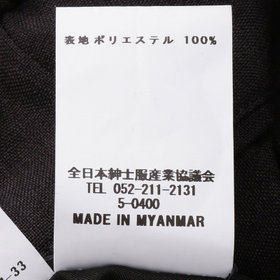 表地 ポリエステル 100%
全日本紳士服産業協議会
TEL 052-211-2131
5-0400
MADE IN MYANMAR
-33